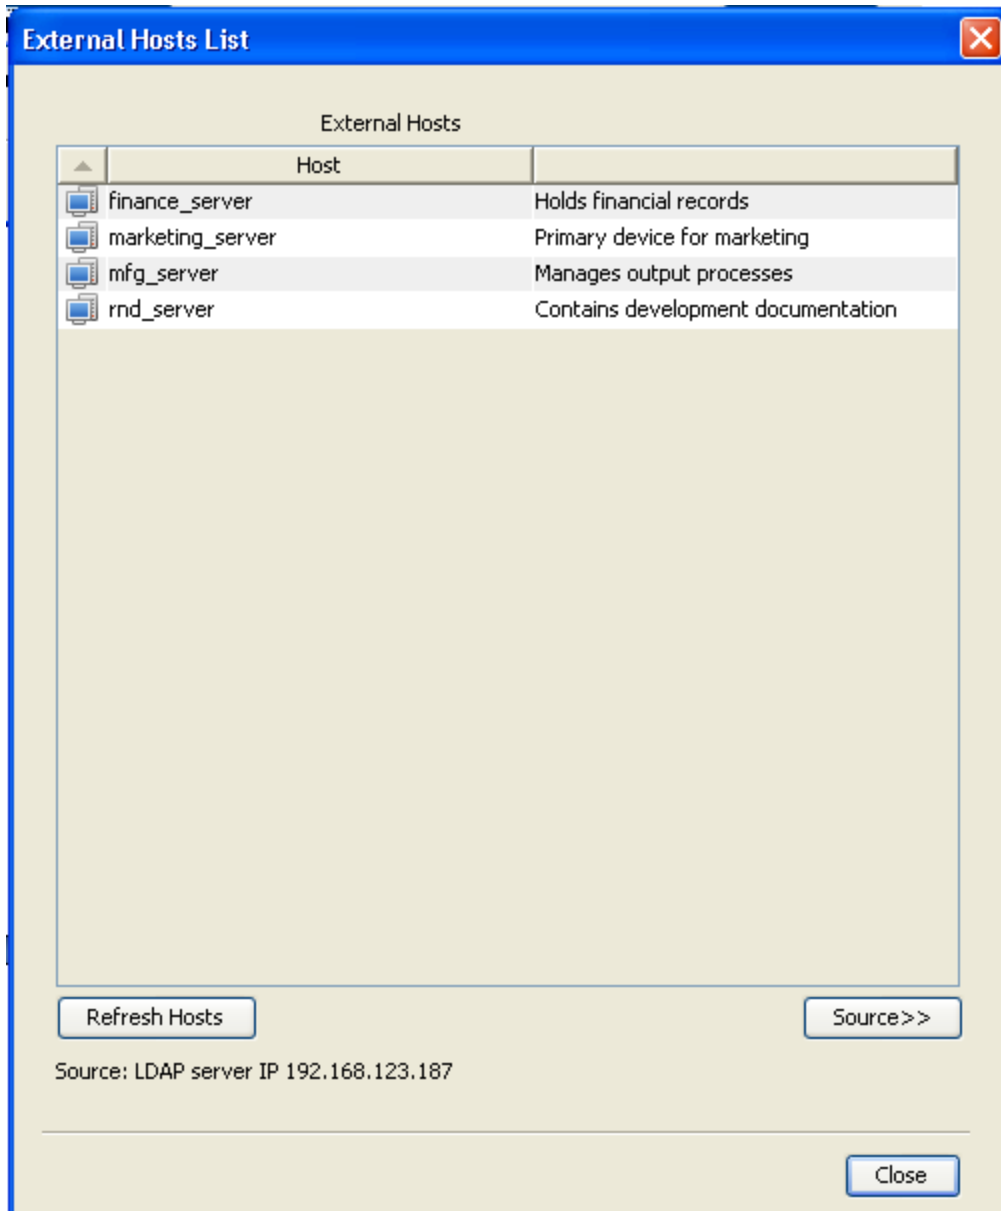 External Hosts List
External Hosts
Host
finance_server Holds financial records
marketing_server Primary device for marketing
mfg_server Manages output processes
rnd_server Contains development documentation
Refresh Hosts Source>>
Source: LDAP server IP 192.168.123.187
Close